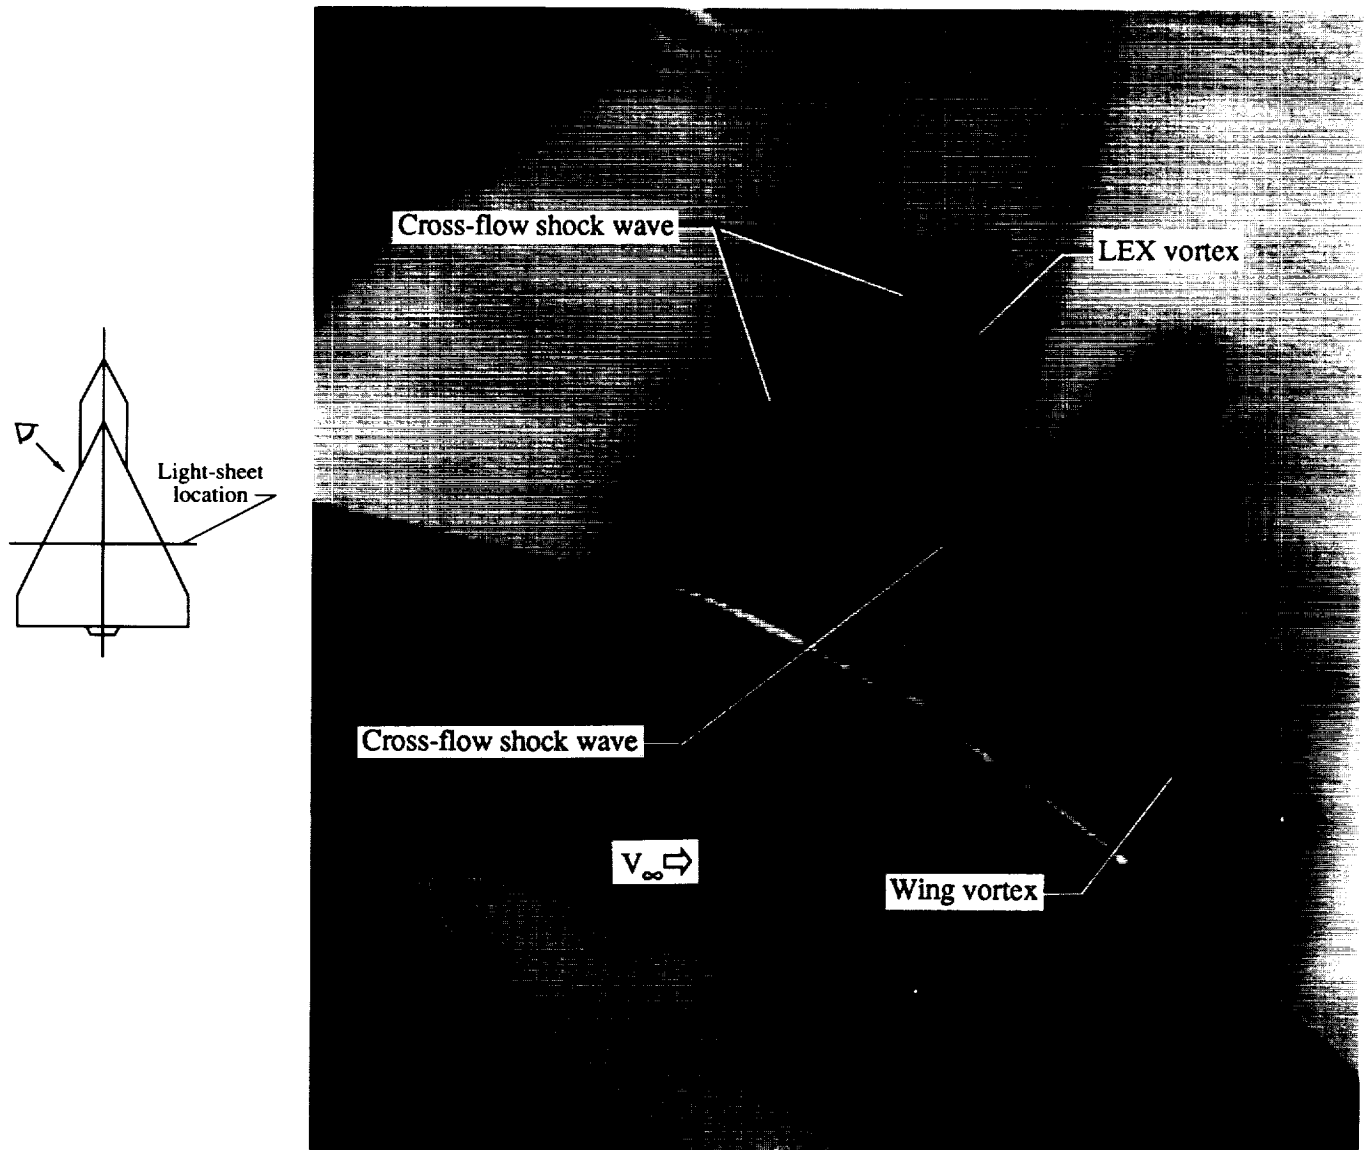 Cross-flow shock wave
LEX vortex
Light-sheet
location
Cross-flow shock wave
V∞⇨
Wing vortex